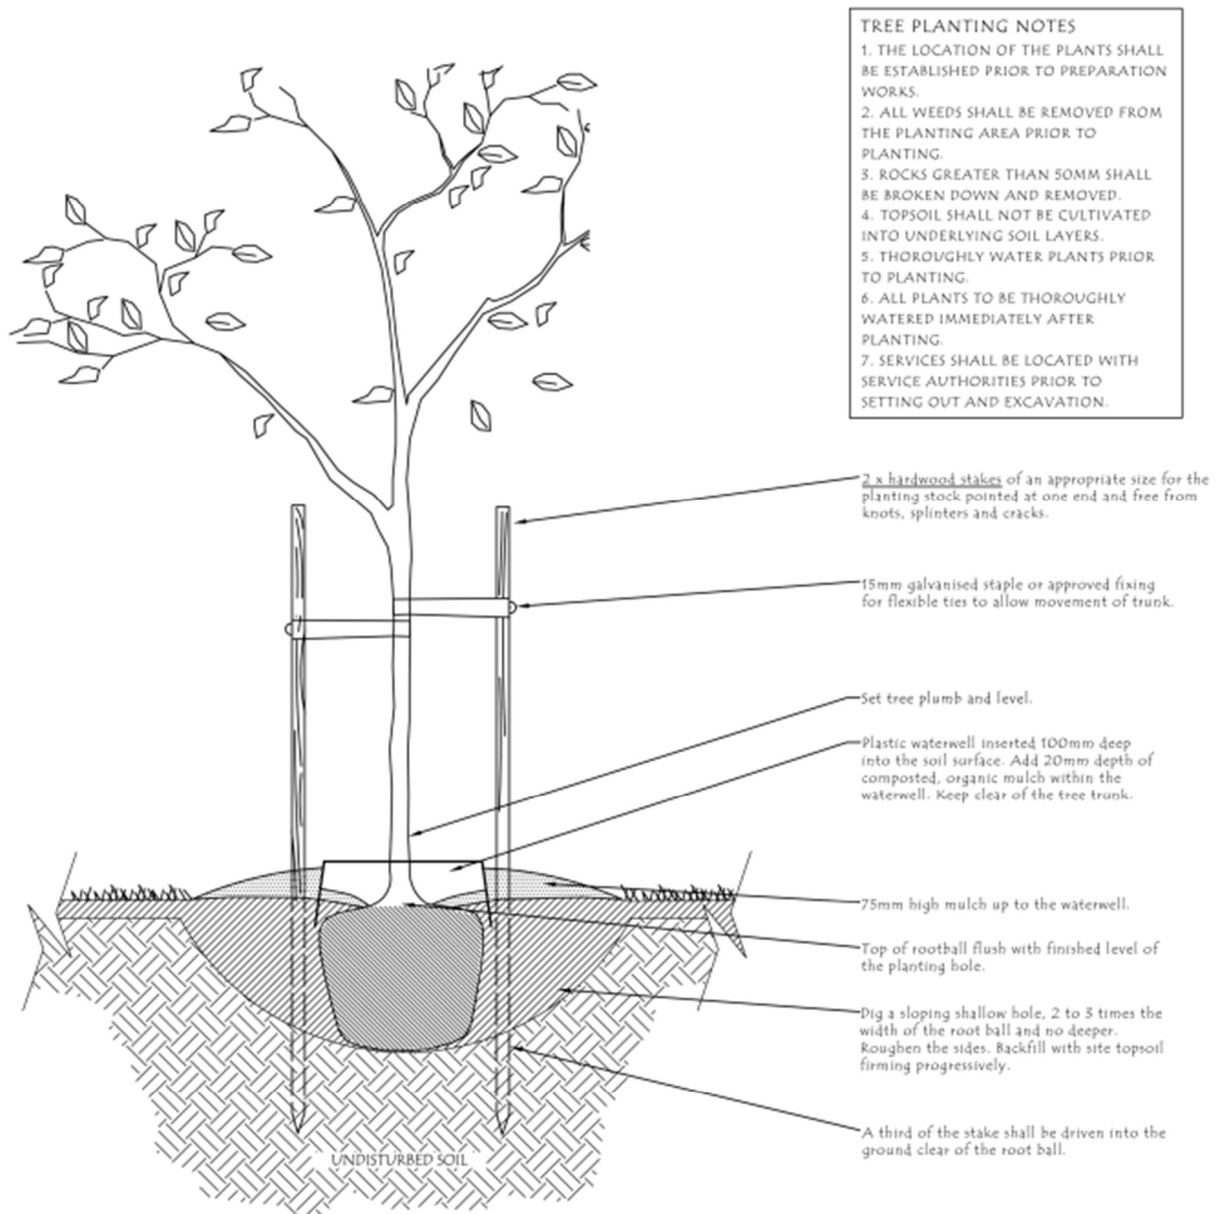 TREE PLANTING NOTES
1. THE LOCATION OF THE PLANTS SHALL
BE ESTABLISHED PRIOR TO PREPARATION
WORKS.
2. ALL WEEDS SHALL BE REMOVED FROM
THE PLANTING AREA PRIOR TO
PLANTING.
3. ROCKS GREATER THAN 50MM SHALL
BE BROKEN DOWN AND REMOVED.
4. TOPSOIL SHALL NOT BE CULTIVATED
INTO UNDERLYING SOIL LAYERS.
5. THOROUGHLY WATER PLANTS PRIOR
TO PLANTING.
6. ALL PLANTS TO BE THOROUGHLY
WATERED IMMEDIATELY AFTER
PLANTING.
7. SERVICES SHALL BE LOCATED WITH
SERVICE AUTHORITIES PRIOR TO
SETTING OUT AND EXCAVATION.
2 x hardwood stakes of an appropriate size for the
planting stock pointed at one end and free from
knots, splinters and cracks.
15mm galvanised staple or approved fixing
for flexible ties to allow movement of trunk.
Set tree plumb and level.
Plastic waterwell inserted 100mm deep
into the soil surface. Add 20mm depth of
composted, organic mulch within the
waterwell. Keep clear of the tree trunk.
75mm high mulch up to the waterwell.
Top of rootball flush with finished level of
the planting hole.
Dig a sloping shallow hole, 2 to 3 times the
width of the root ball and no deeper.
Roughen the sides. Backfill with site topsoil
firming progressively.
A third of the stake shall be driven into the
ground clear of the root ball.
UNDISTURBED SOIL